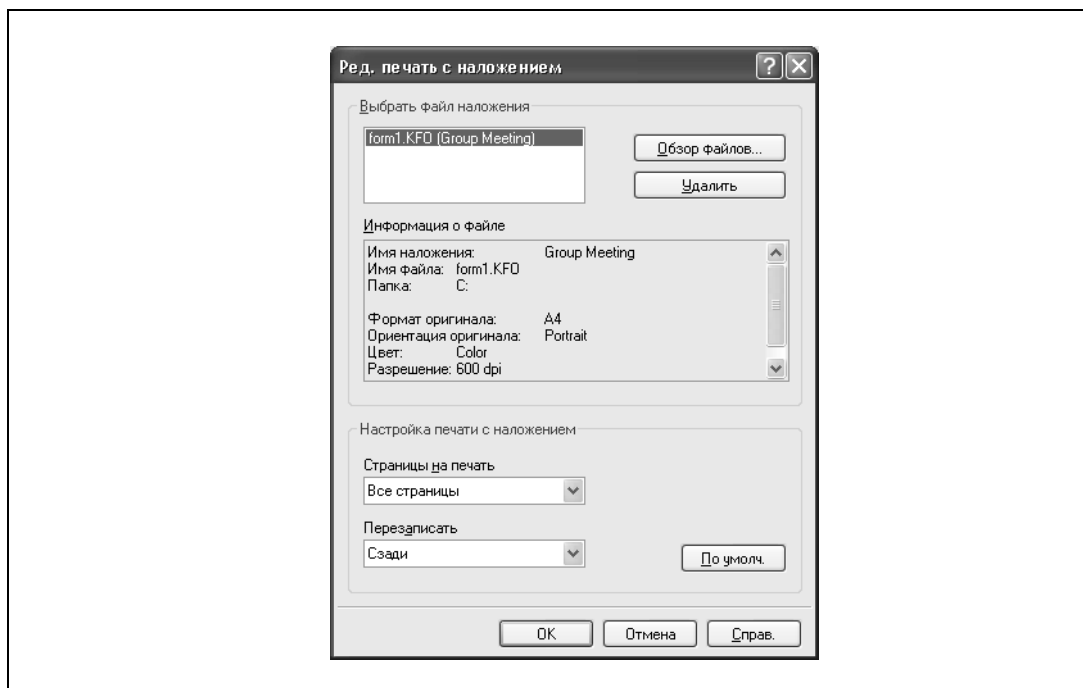 Ред. печать с наложением
Выбрать файл наложения
form1.KFO (Group Meeting)
Обзор файлов...
Удалить
Информация о файле
Имя наложения: Group Meeting
Имя файла: form1.KFO
Папка: C:
Формат оригинала: A4
Ориентация оригинала: Portrait
Цвет: Color
Разрешение: 600 dpi
Настройка печати с наложением
Страницы на печать
Все страницы
Перезаписать
Сзади
По умолч.
OK
Отмена
Справ.